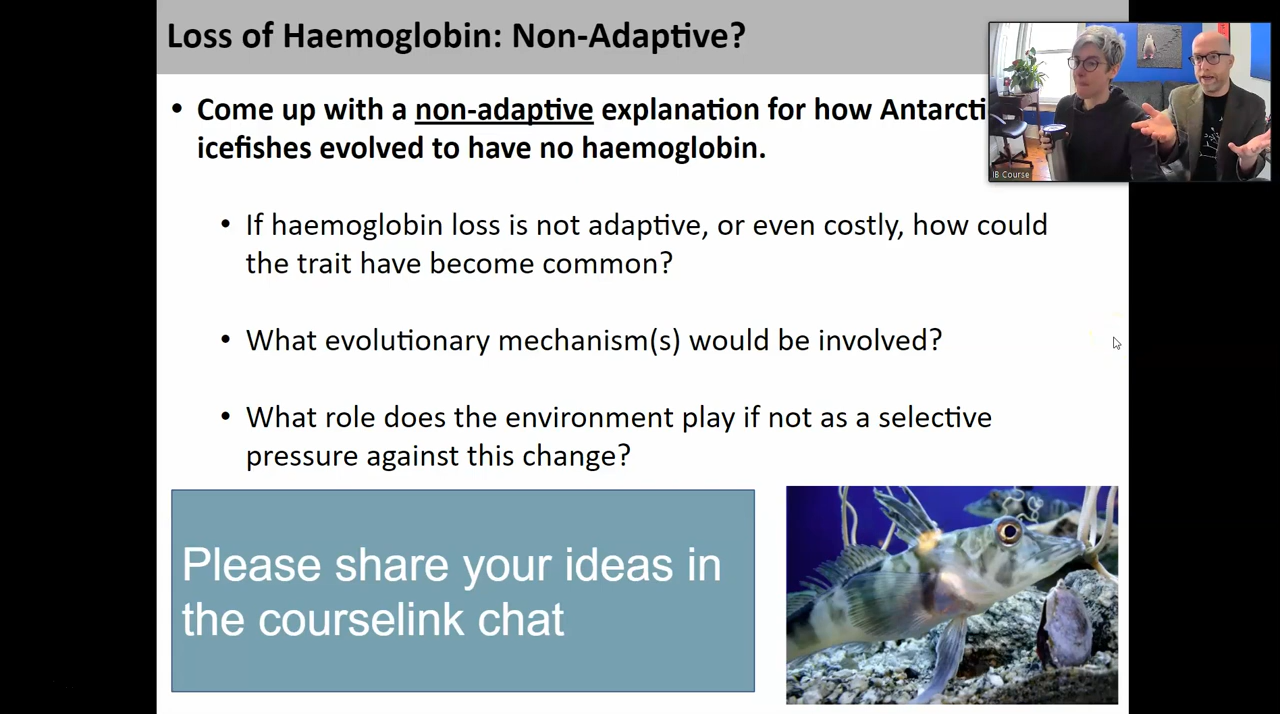 Loss of Haemoglobin: Non-Adaptive?
• Come up with a non-adaptive explanation for how Antarcti
icefishes evolved to have no haemoglobin.
• If haemoglobin loss is not adaptive, or even costly, how could
the trait have become common?
• What evolutionary mechanism(s) would be involved?
• What role does the environment play if not as a selective
pressure against this change?
Please share your ideas in
the courselink chat
IB Course